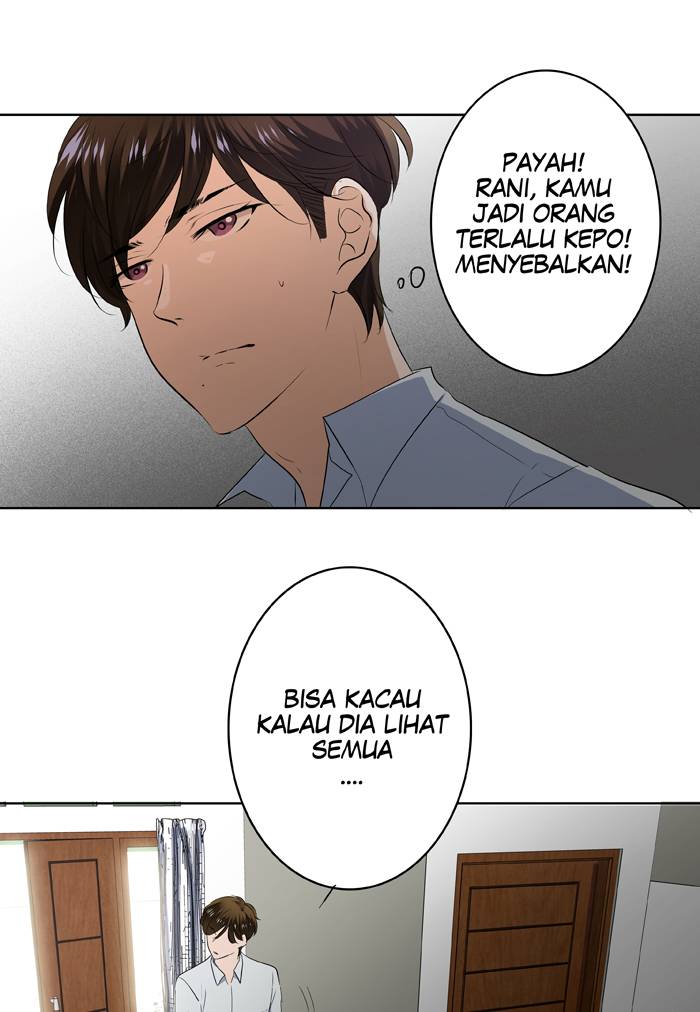 PAYAH!
RANI, KAMU
JADI ORANG
TERLALU KEPO!
MENYEBALKAN!
BISA KACAU
KALAU DIA LIHAT
SEMUA
....